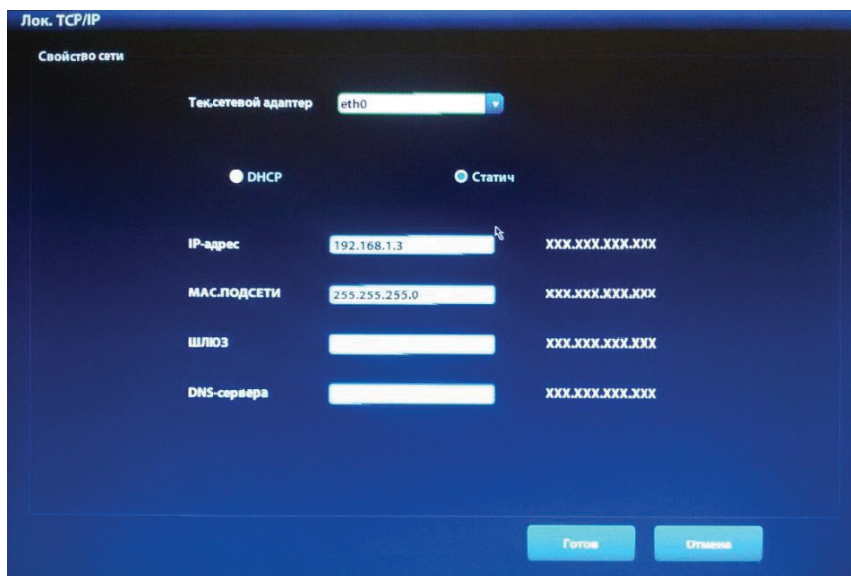 Лок. TCP/IP
Свойство сети
Тек.сетевой адаптер eth0
DHCP Статич
IP-адрес 192.168.1.3 XXX.XXX.XXX.XXX
МАС.ПОДСЕТИ 255.255.255.0 XXX.XXX.XXX.XXX
ШЛЮЗ XXX.XXX.XXX.XXX
DNS-сервера XXX.XXX.XXX.XXX
Готов Отмена